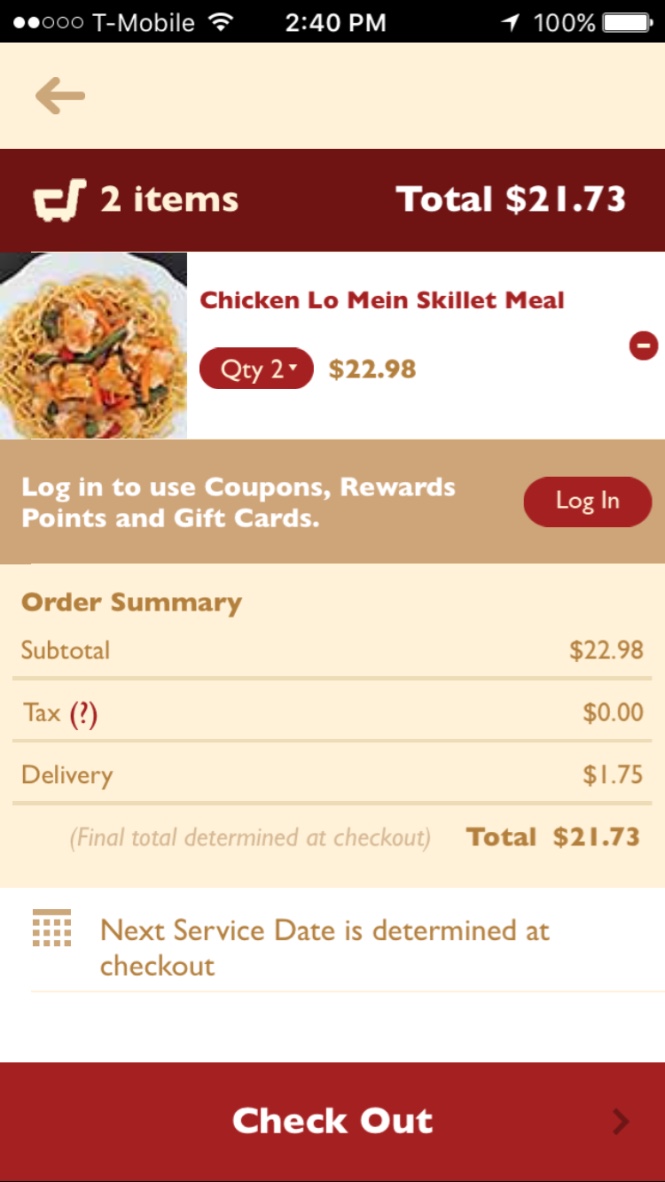 T-Mobile 2:40 PM 100%
2 items Total $21.73
Chicken Lo Mein Skillet Meal
Qty 2 $22.98
Log in to use Coupons, Rewards
Points and Gift Cards.
Log In
Order Summary
Subtotal $22.98
Tax (?) $0.00
Delivery $1.75
(Final total determined at checkout) Total $21.73
Next Service Date is determined at
checkout
Check Out